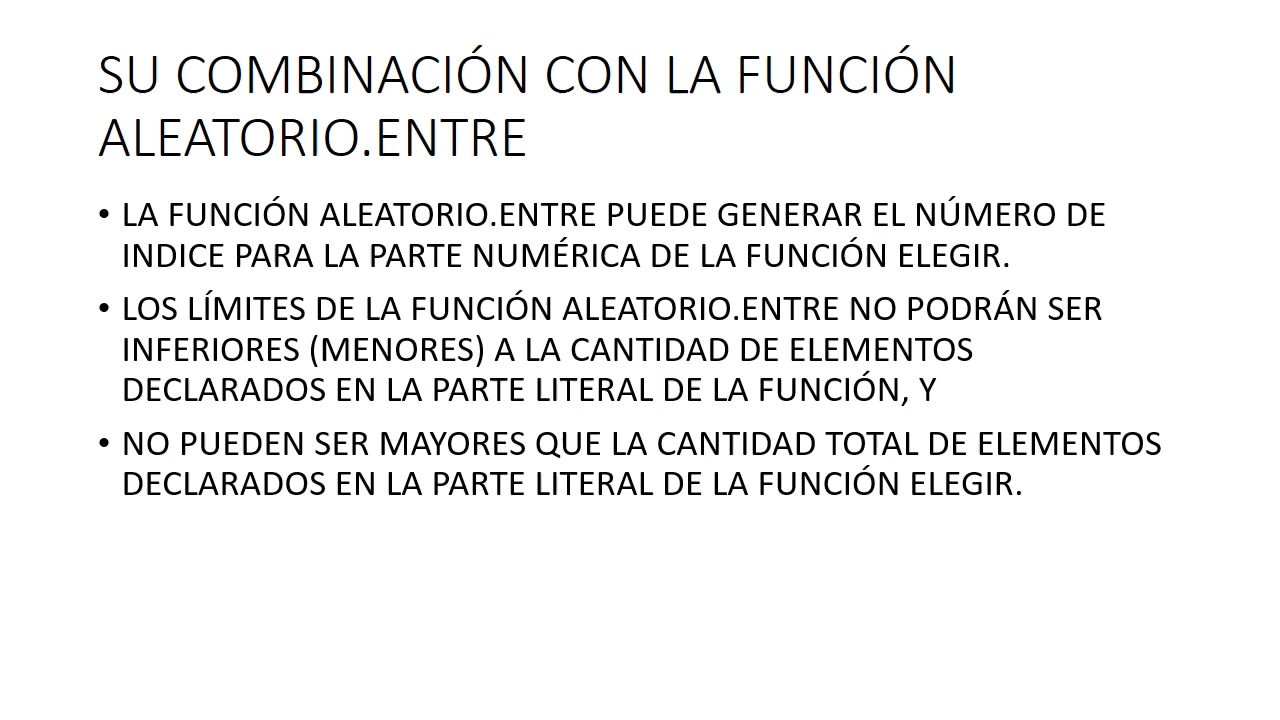 SU COMBINACIÓN CON LA FUNCIÓN
ALEATORIO.ENTRE
• LA FUNCIÓN ALEATORIO.ENTRE PUEDE GENERAR EL NÚMERO DE
INDICE PARA LA PARTE NUMÉRICA DE LA FUNCIÓN ELEGIR.
• LOS LÍMITES DE LA FUNCIÓN ALEATORIO.ENTRE NO PODRÁN SER
INFERIORES (MENORES) A LA CANTIDAD DE ELEMENTOS
DECLARADOS EN LA PARTE LITERAL DE LA FUNCIÓN, Y
• NO PUEDEN SER MAYORES QUE LA CANTIDAD TOTAL DE ELEMENTOS
DECLARADOS EN LA PARTE LITERAL DE LA FUNCIÓN ELEGIR.